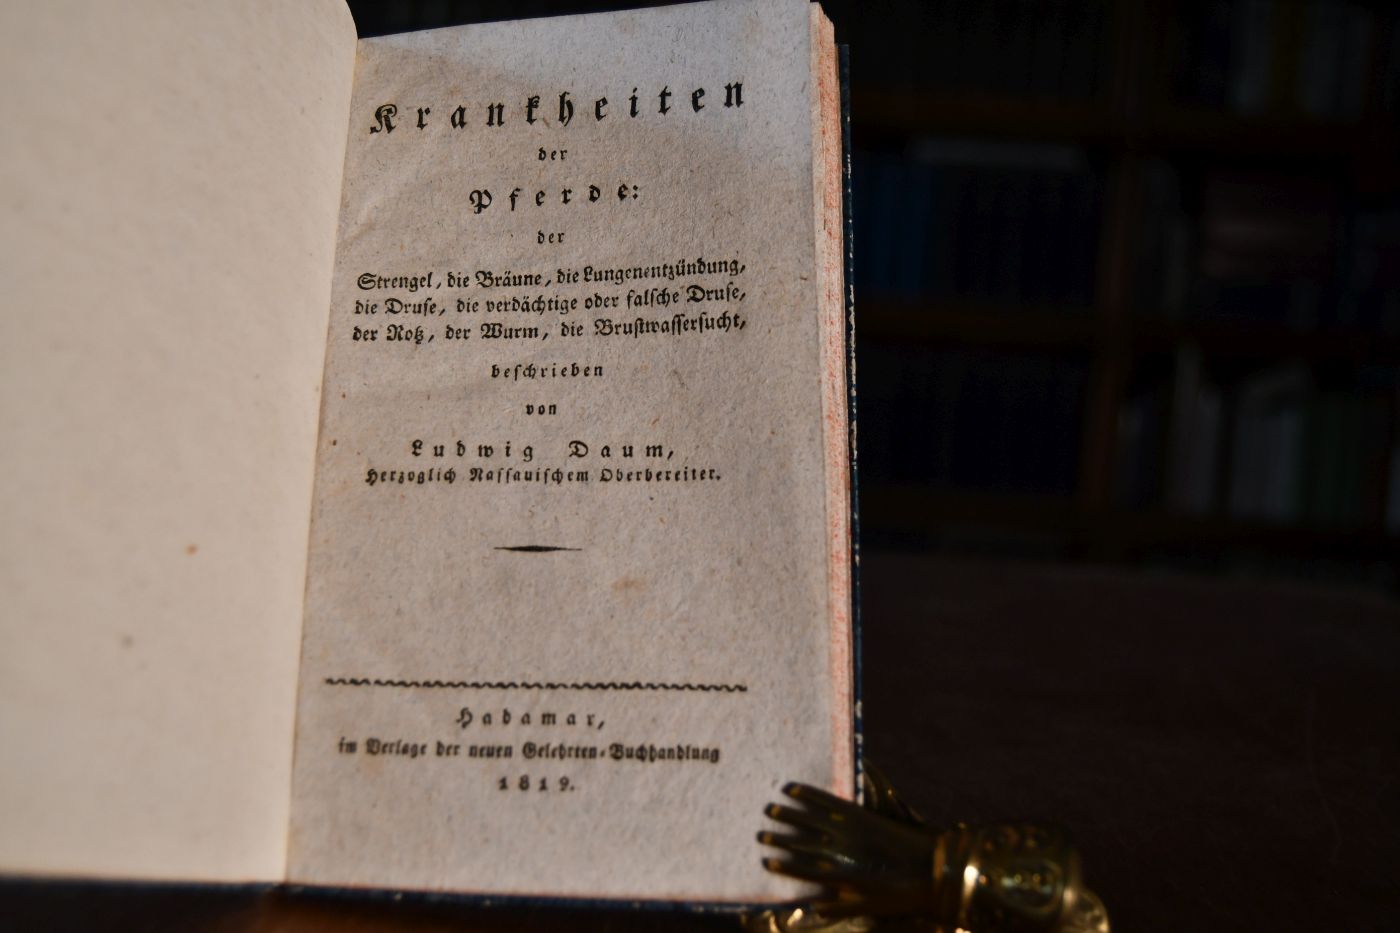 Krankheiten
der
Pferde:
der
Strengel, die Bräune, die Lungenentzündung,
die Druſe, die verdächtige oder falſche Druſe,
der Rotz, der Wurm, die Bruſtwaſſerſucht,
beſchrieben
von
Ludwig Daum,
Herzoglich Naſſauiſchem Oberbereiter.
Hadamar,
im Verlage der neuen Gelehrten-Buchhandlung
1819.